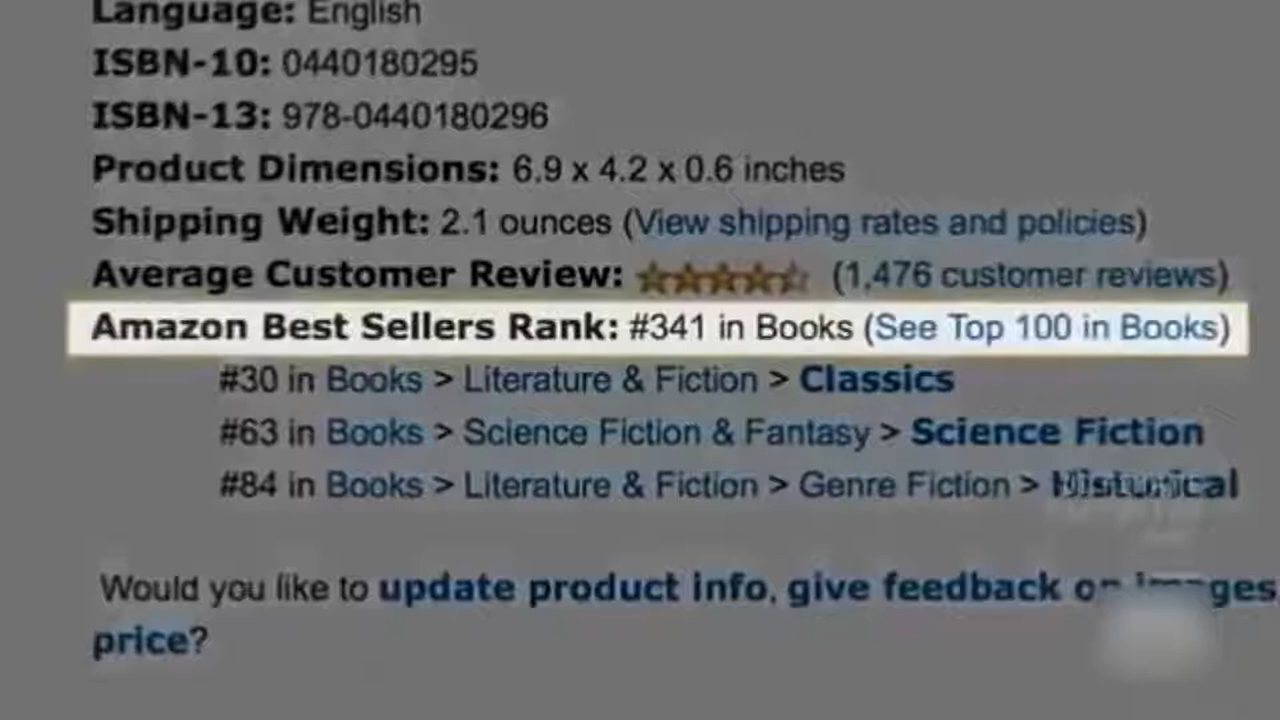 Language: English
ISBN-10: 0440180295
ISBN-13: 978-0440180296
Product Dimensions: 6.9 x 4.2 x 0.6 inches
Shipping Weight: 2.1 ounces (View shipping rates and policies)
Average Customer Review: (1,476 customer reviews)
Amazon Best Sellers Rank: #341 in Books (See Top 100 in Books)
#30 in Books > Literature & Fiction > Classics
#63 in Books > Science Fiction & Fantasy > Science Fiction
#84 in Books > Literature & Fiction > Genre Fiction > Historical
Would you like to update product info, give feedback on images
price?